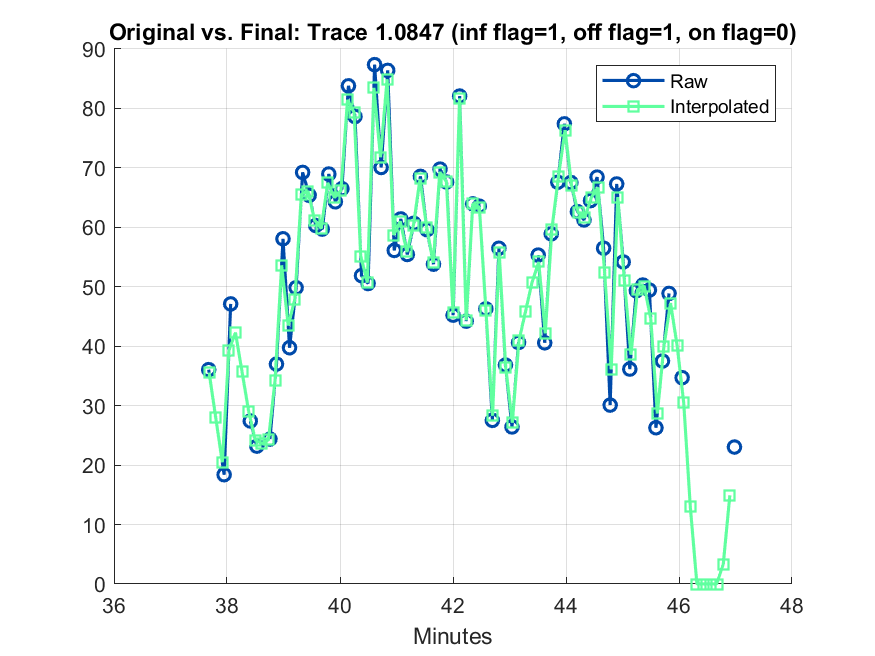 Original vs. Final: Trace 1.0847 (inf flag=1, off flag=1, on flag=0)
90
80
70
60
50
40
30
20
10
0
Raw
Interpolated
36 38 40 42 44 46 48
Minutes